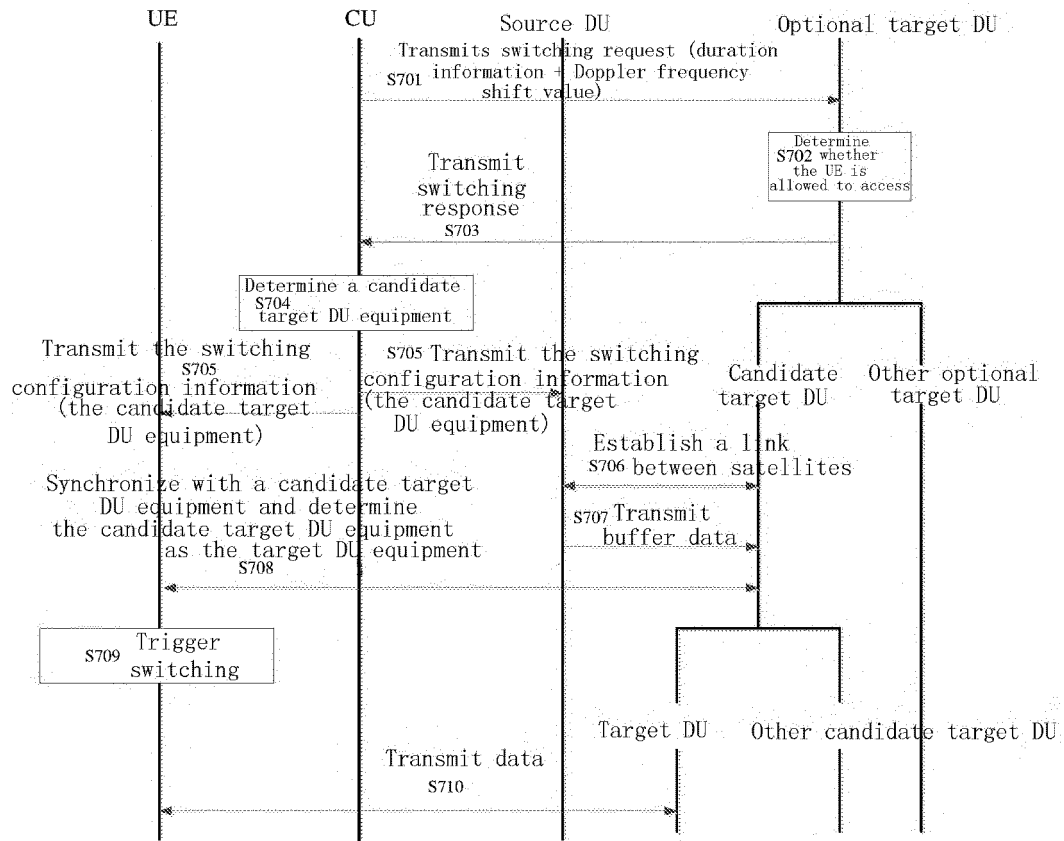 UE
CU
Source DU
Optional target DU
Transmits switching request (duration
S701 information + Doppler frequency
shift value)
Determine
S702 whether
the UE is
allowed to access
Transmit
switching
response
S703
Determine a candidate
S704
target DU equipment
Transmit the switching
S705
configuration information
(the candidate target
DU equipment)
S705 Transmit the switching
configuration information
(the candidate target
DU equipment)
Candidate
target DU
Other optional
target DU
Establish a link
S706 between satellites
Synchronize with a candidate target
DU equipment and determine
the candidate target DU equipment
as the target DU equipment
S708
S707 Transmit
buffer data
S709 Trigger
switching
Target DU
Other candidate target DU
Transmit data
S710